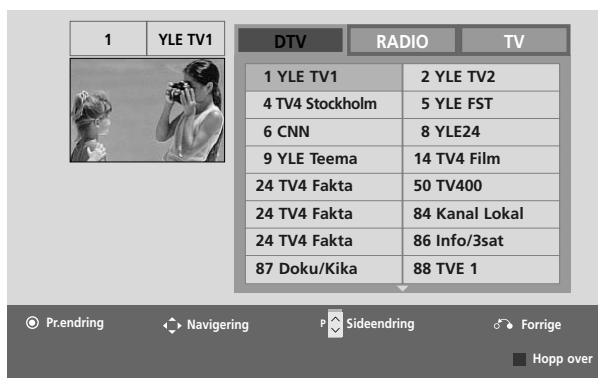 1 YLE TV1
DTV RADIO TV
1 YLE TV1 2 YLE TV2
4 TV4 Stockholm 5 YLE FST
6 CNN 8 YLE24
9 YLE Teema 14 TV4 Film
24 TV4 Fakta 50 TV400
24 TV4 Fakta 84 Kanal Lokal
24 TV4 Fakta 86 Info/3sat
87 Doku/Kika 88 TVE 1
Pr.endring Navigering P Sideendring Forrige
Hopp over